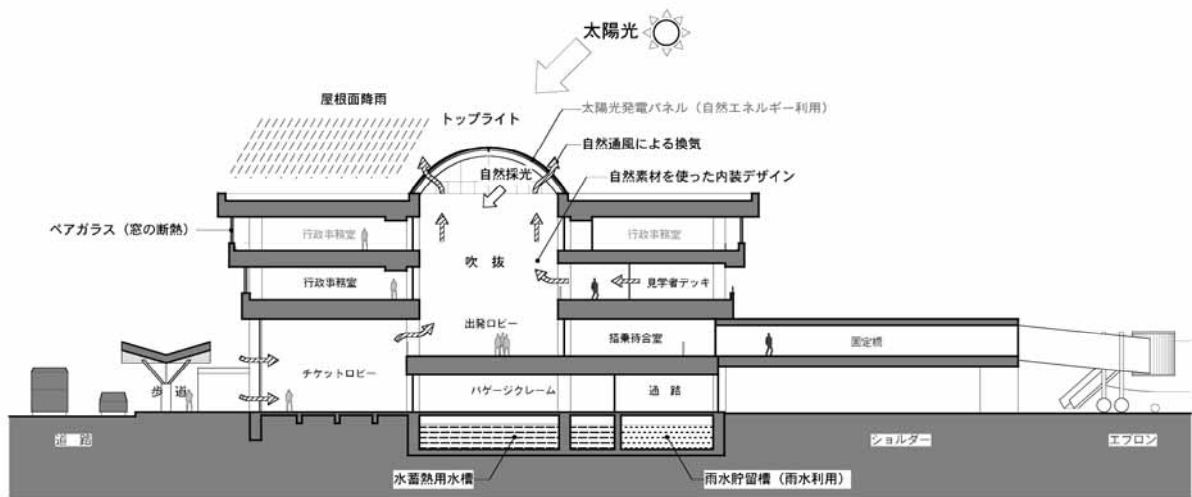 太陽光
屋根面降雨
トップライト
太陽光発電パネル（自然エネルギー利用）
自然通風による換気
自然採光
自然素材を使った内装デザイン
ペアガラス（窓の断熱）
行政事務室
行政事務室
吹 抜
行政事務室
見学者デッキ
出発ロビー
搭乗待合室
固定橋
チケットロビー
バゲージクレーム
通 路
歩 道
道 路
ショルダー
エプロン
水蓄熱用水槽
雨水貯留槽（雨水利用）